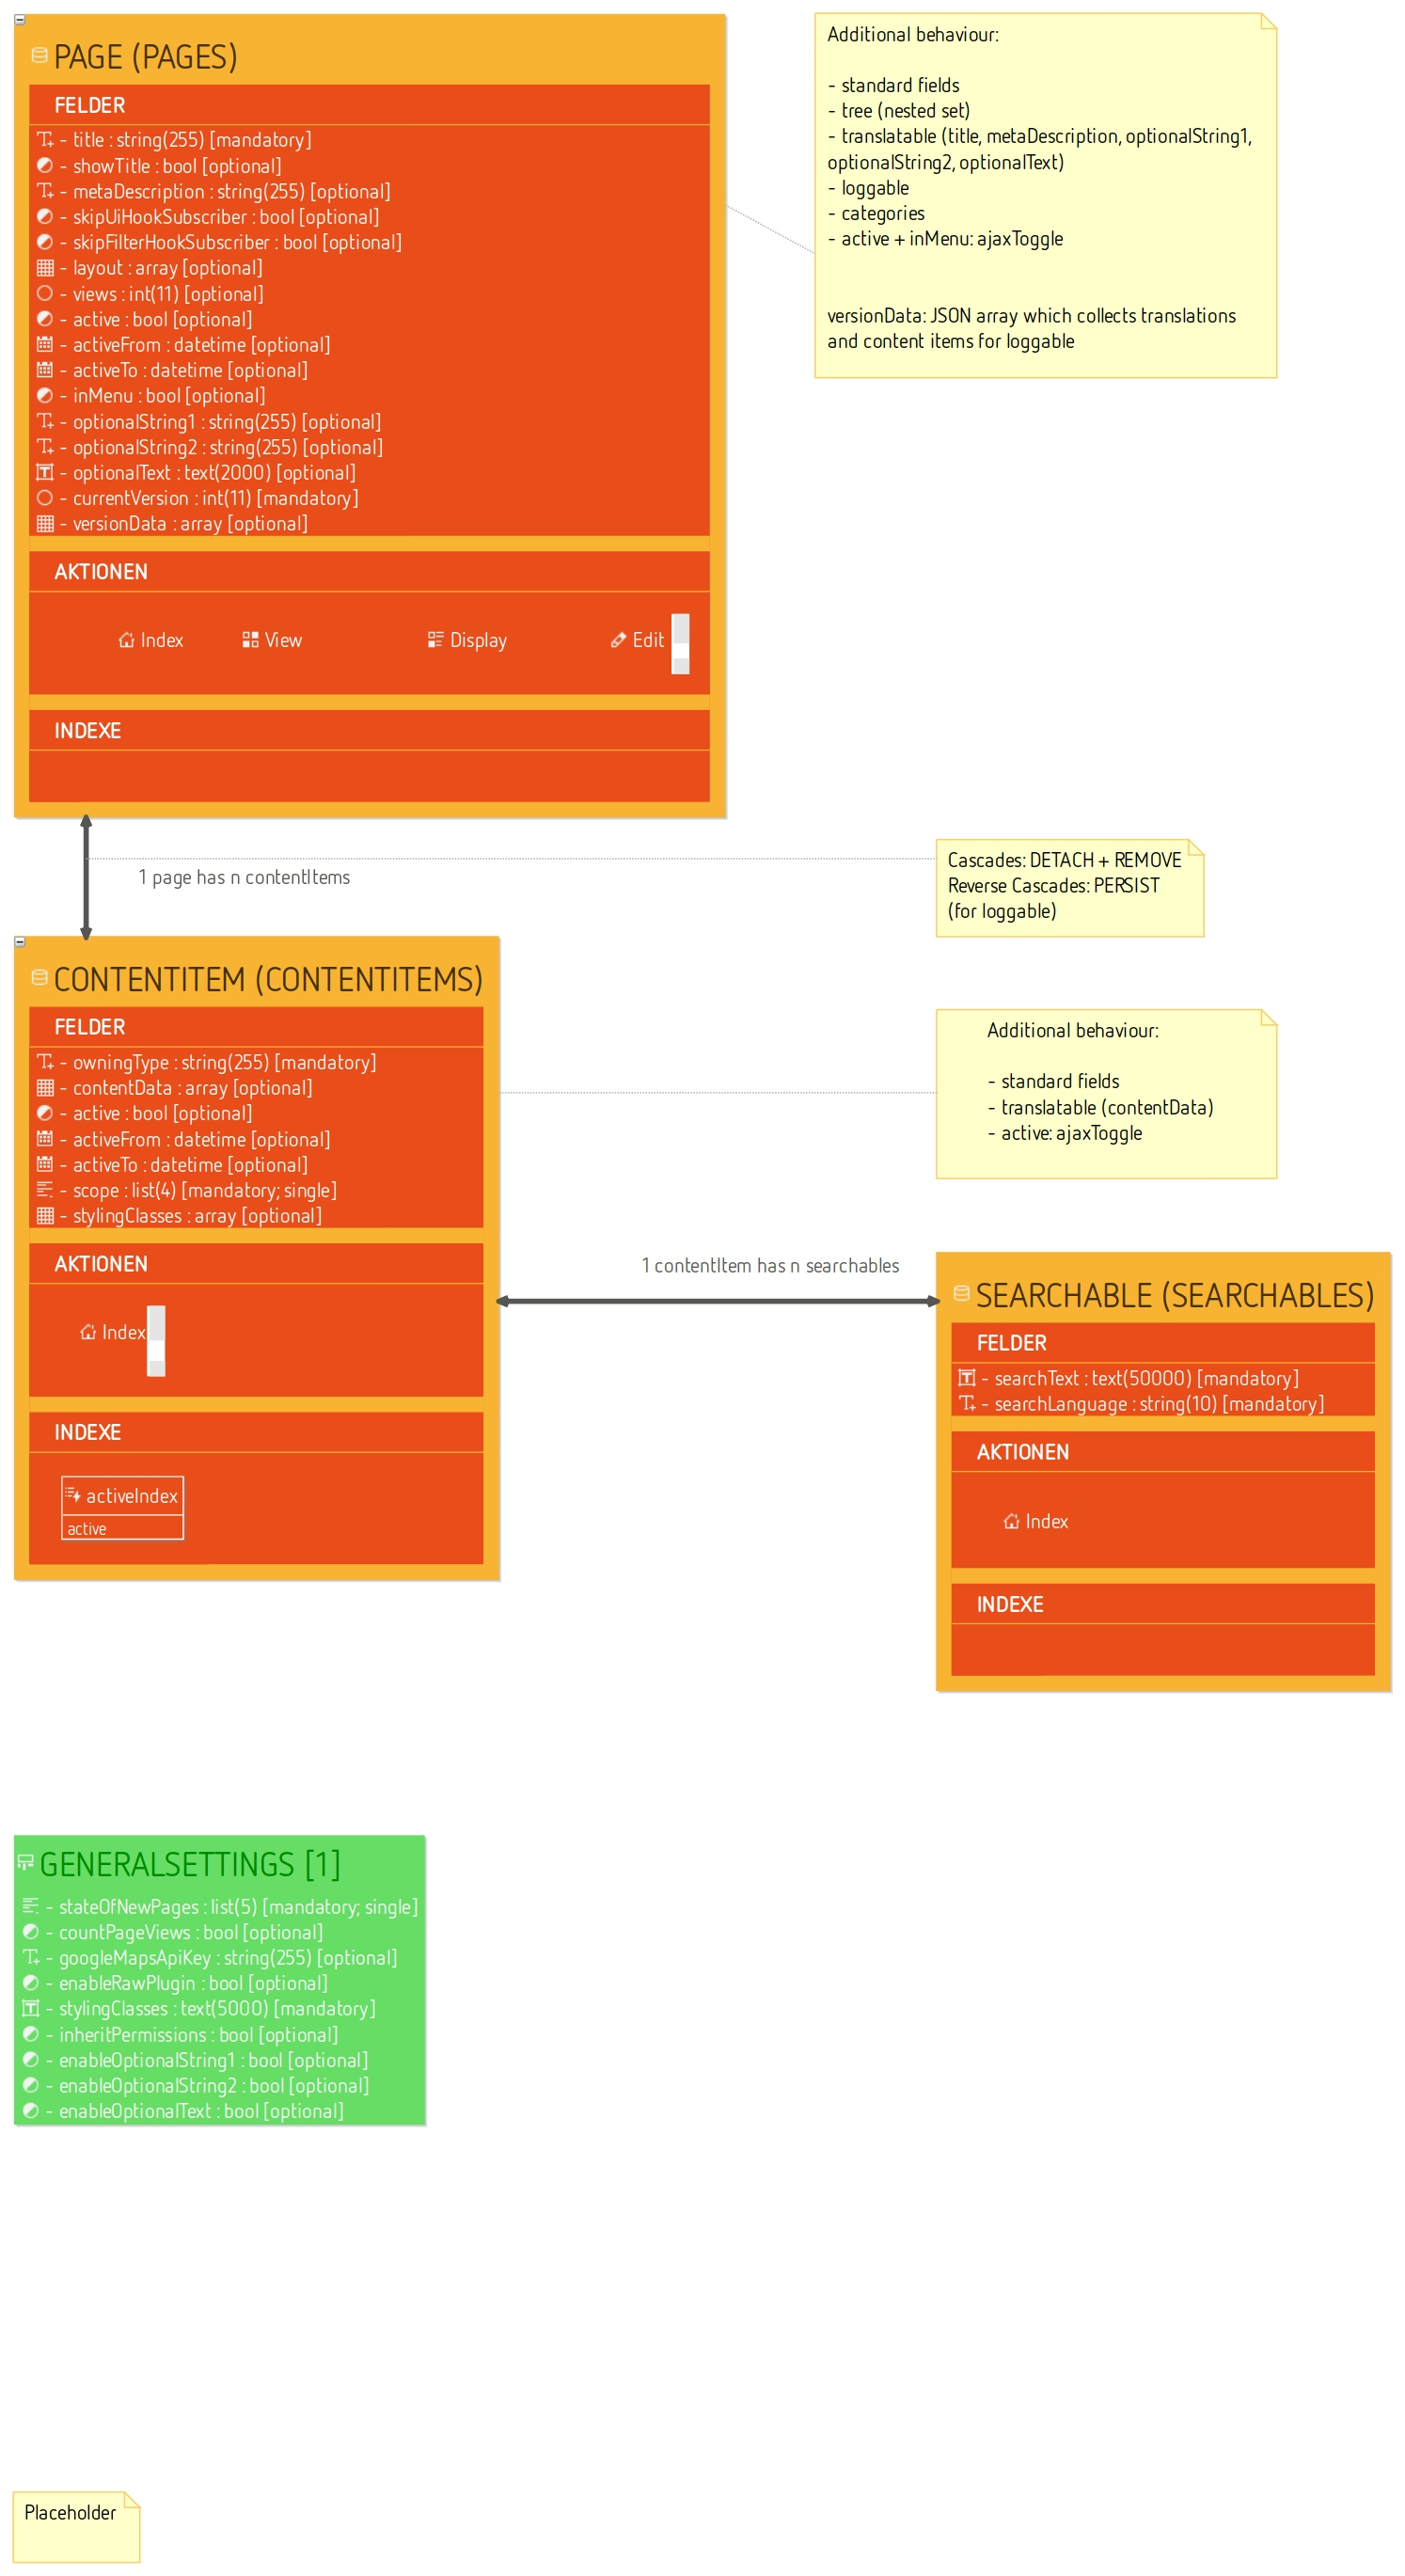 PAGE (PAGES)
FELDER
- title : string(255) [mandatory]
- showTitle : bool [optional]
- metaDescription : string(255) [optional]
- skipUiHookSubscriber : bool [optional]
- skipFilterHookSubscriber : bool [optional]
- layout : array [optional]
- views : int(11) [optional]
- active : bool [optional]
- activeFrom : datetime [optional]
- activeTo : datetime [optional]
- inMenu : bool [optional]
- optionalString1 : string(255) [optional]
- optionalString2 : string(255) [optional]
- optionalText : text(2000) [optional]
- currentVersion : int(11) [mandatory]
- versionData : array [optional]
AKTIONEN
Index View Display Edit
INDEXE
Additional behaviour:
- standard fields
- tree (nested set)
- translatable (title, metaDescription, optionalString1,
optionalString2, optionalText)
- loggable
- categories
- active + inMenu: ajaxToggle
versionData: JSON array which collects translations
and content items for loggable
1 page has n contentItems
Cascades: DETACH + REMOVE
Reverse Cascades: PERSIST
(for loggable)
CONTENTITEM (CONTENTITEMS)
FELDER
- owningType : string(255) [mandatory]
- contentData : array [optional]
- active : bool [optional]
- activeFrom : datetime [optional]
- activeTo : datetime [optional]
- scope : list(4) [mandatory; single]
- stylingClasses : array [optional]
AKTIONEN
Index
INDEXE
activeIndex
active
Additional behaviour:
- standard fields
- translatable (contentData)
- active: ajaxToggle
1 contentItem has n searchables
SEARCHABLE (SEARCHABLES)
FELDER
- searchText : text(50000) [mandatory]
- searchLanguage : string(10) [mandatory]
AKTIONEN
Index
INDEXE
GENERALSETTINGS [1]
- stateOfNewPages : list(5) [mandatory; single]
- countPageViews : bool [optional]
- googleMapsApiKey : string(255) [optional]
- enableRawPlugin : bool [optional]
- stylingClasses : text(5000) [mandatory]
- inheritPermissions : bool [optional]
- enableOptionalString1 : bool [optional]
- enableOptionalString2 : bool [optional]
- enableOptionalText : bool [optional]
Placeholder